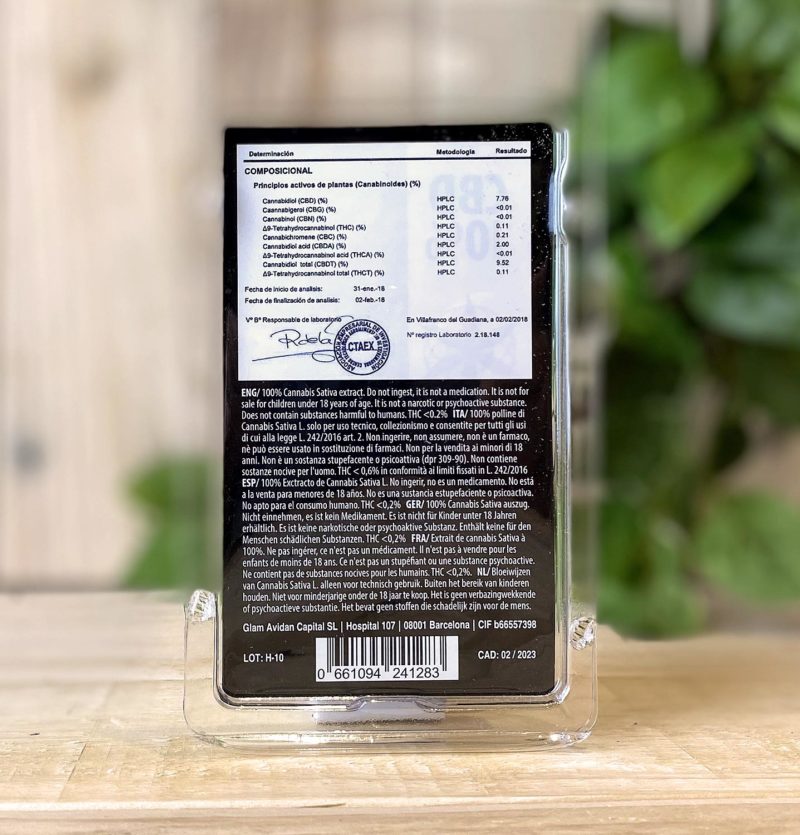 Determinación Metodología Resultado
COMPOSICIONAL
Principios activos de plantas (Canabinoides) (%)
Cannabidiol (CBD) (%) HPLC 7.76
Caannabigerol (CBG) (%) HPLC <0.01
Cannabinol (CBN) (%) HPLC <0.01
Δ9-Tetrahydrocannabinol (THC) (%) HPLC 0.11
Cannabichromene (CBC) (%) HPLC 0.21
Cannabidiol acid (CBDA) (%) HPLC 2.00
Δ9-Tetrahydrocannabinol acid (THCA) (%) HPLC <0.01
Cannabidiol total (CBDT) (%) HPLC 9.52
Δ9-Tetrahydrocannabinol total (THCT) (%) HPLC 0.11
Fecha de inicio de analisis: 31-ene.-18
Fecha de finalización de analisis: 02-feb.-18
Vº Bº Responsable de laboratorio En Villafranco del Guadiana, a 02/02/2018
Nº registro Laboratorio 2.18.148
CTAEX
ENG/ 100% Cannabis Sativa extract. Do not ingest, it is not a medication. It is not for
sale for children under 18 years of age. It is not a narcotic or psychoactive substance.
Does not contain substances harmful to humans. THC <0.2% ITA/ 100% polline di
Cannabis Sativa L. solo per uso tecnico, collezionismo e consentite per tutti gli usi
di cui alla legge L. 242/2016 art. 2. Non ingerire, non assumere, non è un farmaco,
nè può essere usato in sostituzione di farmaci. Non per la vendita ai minori di 18
anni. Non è un sostanza stupefacente o psicoattiva (dpr 309-90). Non contiene
sostanze nocive per l'uomo. THC < 0,6% in conformità ai limiti fissati in L. 242/2016
ESP/ 100% Exctracto de Cannabis Sativa L. No ingerir, no es un medicamento. No está
a la venta para menores de 18 años. No es una sustancia estupefaciente o psicoactiva.
No apto para el consumo humano. THC <0,2% GER/ 100% Cannabis Sativa auszug.
Nicht einnehmen, es ist kein Medikament. Es ist nicht für Kinder unter 18 Jahren
erhältlich. Es ist keine narkotische oder psychoaktive Substanz. Enthält keine für den
Menschen schädlichen Substanzen. THC <0,2% FRA/ Extrait de cannabis Sativa à
100%. Ne pas ingérer, ce n'est pas un médicament. Il n'est pas à vendre pour les
enfants de moins de 18 ans. Ce n'est pas un stupéfiant ou une substance psychoactive.
Ne contient pas de substances nocives pour les humains. THC <0,2%. NL/ Bloeiwijzen
van Cannabis Sativa L. alleen voor technisch gebruik. Buiten het bereik van kinderen
houden. Niet voor minderjarige onder de 18 jaar te koop. Het is geen verbazingwekkende
of psychoactieve substantie. Het bevat geen stoffen die schadelijk zijn voor de mens.
Glam Avidan Capital SL | Hospital 107 | 08001 Barcelona | CIF b66557398
LOT: H-10 CAD: 02 / 2023
0 661094 241283